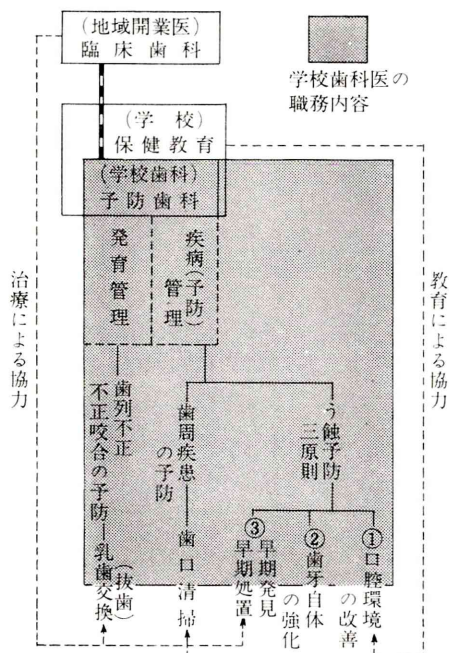 (地域開業医)
臨床歯科
学校歯科医の
職務内容
(学校)
保健教育
(学校歯科)
予防歯科
発育管理
疾病(予防)
管理
治療による協力
教育による協力
歯列不正
不正咬合の予防
乳歯交換
(抜歯)
歯周疾患
の予防
歯口清掃
う蝕予防
三原則
③
早期発見
早期処置
②
歯牙自体
の強化
①
口腔環境
の改善